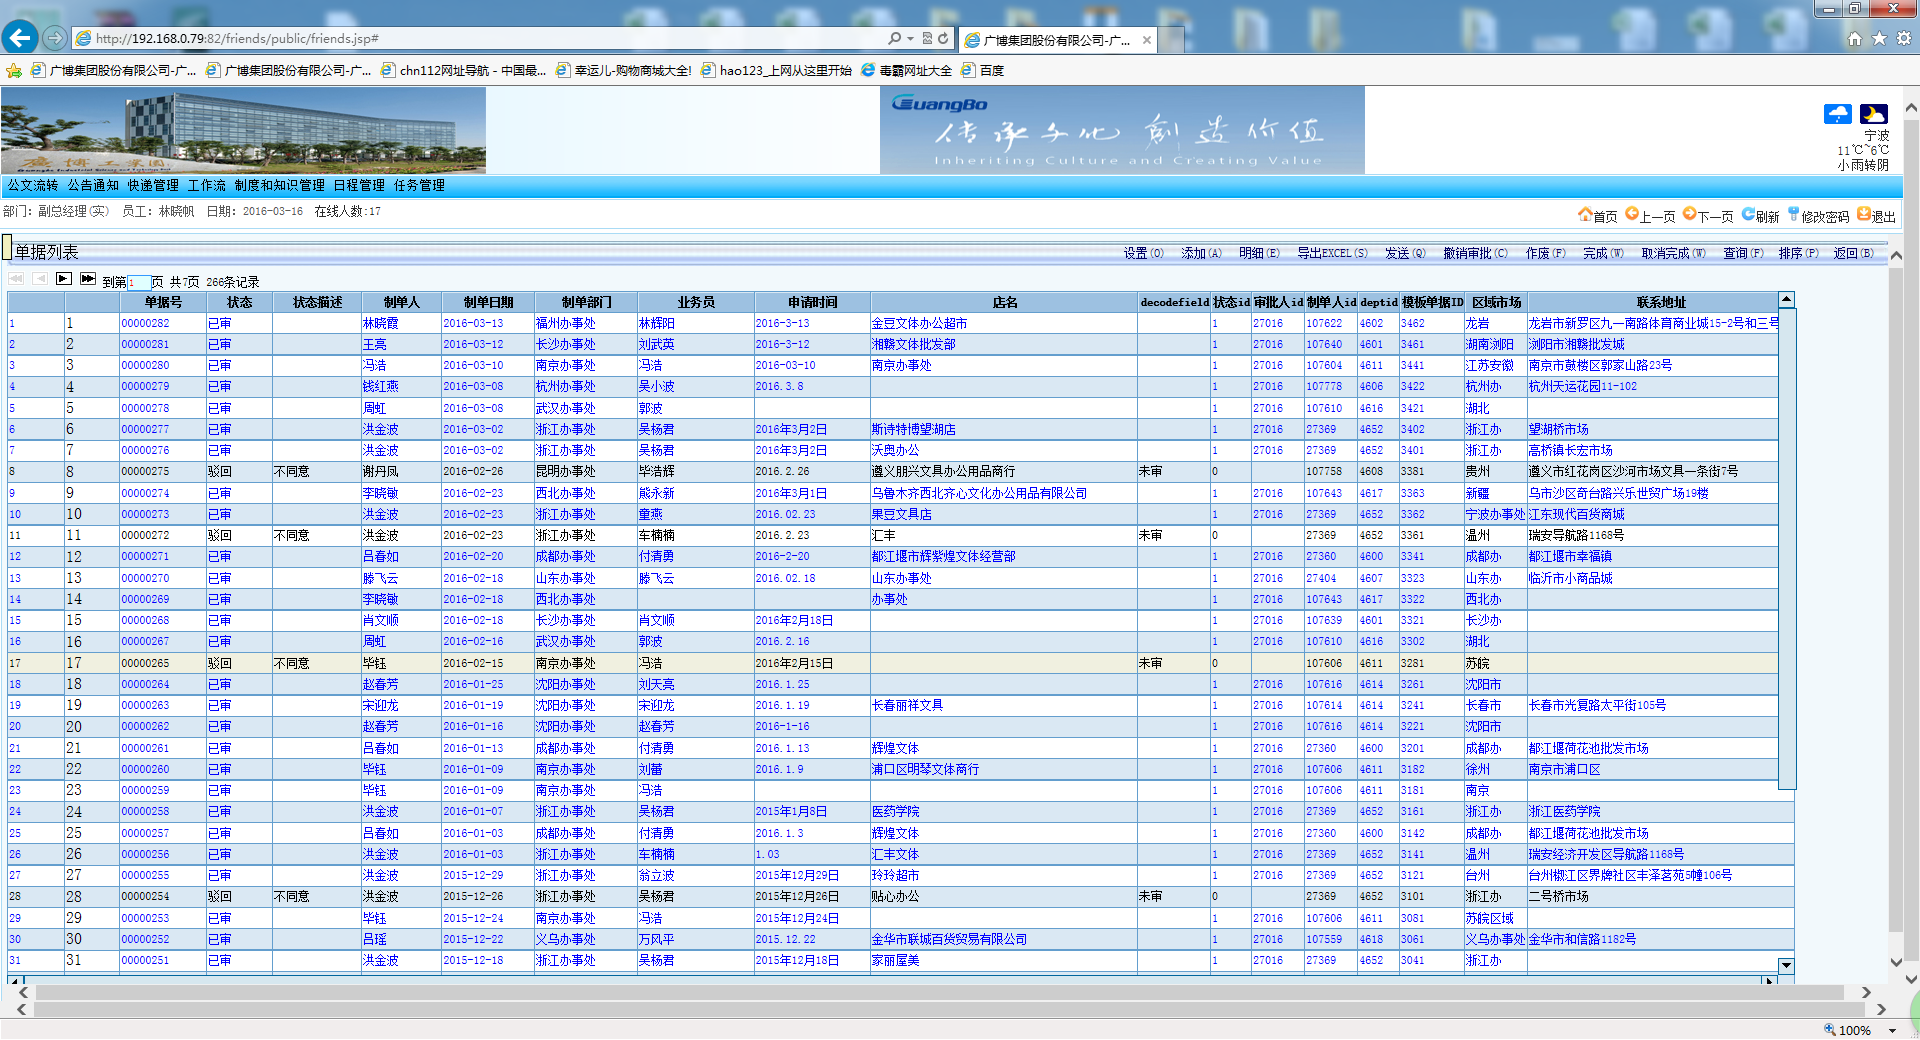 http://192.168.0.79:82/friends/public/friends.jsp#
广博集团股份有限公司-广...
广博集团股份有限公司-广... 广博集团股份有限公司-广... chn112网址导航 - 中国最... 幸运儿-购物商城大全! hao123_上网从这里开始 毒霸网址大全 百度
GuangBo
传承文化 创造价值
Inheriting Culture and Creating Value
宁波
11℃~6℃
小雨转阴
公文流转 公告通知 快递管理 工作流 制度和知识管理 日程管理 任务管理
部门: 副总经理(实) 员工: 林晓帆 日期: 2016-03-16 在线人数:17
首页 上一页 下一页 刷新 修改密码 退出
单据列表 设置(O) 添加(A) 明细(E) 导出EXCEL(S) 发送(Q) 撤销审批(C) 作废(F) 完成(W) 取消完成(W) 查询(F) 排序(P) 返回(B)
到第1页 共7页 266条记录
单据号 状态 状态描述 制单人 制单日期 制单部门 业务员 申请时间 店名 decodefield 状态id 审批人id 制单人id deptid 模板单据ID 区域市场 联系地址
1 1 00000282 已审 林晓霞 2016-03-13 福州办事处 林辉阳 2016-3-13 金豆文体办公超市 1 27016 107622 4602 3462 龙岩 龙岩市新罗区九一南路体育商业城15-2号和三号
2 2 00000281 已审 王亮 2016-03-12 长沙办事处 刘武英 2016-3-12 湘赣文体批发部 1 27016 107640 4601 3461 湖南浏阳 浏阳市湘赣批发城
3 3 00000280 已审 冯浩 2016-03-10 南京办事处 冯浩 2016-03-10 南京办事处 1 27016 107604 4611 3441 江苏安徽 南京市鼓楼区郭家山路23号
4 4 00000279 已审 钱红燕 2016-03-08 杭州办事处 吴小波 2016.3.8 1 27016 107778 4606 3422 杭州办 杭州天运花园11-102
5 5 00000278 已审 周虹 2016-03-08 武汉办事处 郭波 1 27016 107610 4616 3421 湖北
6 6 00000277 已审 洪金波 2016-03-02 浙江办事处 吴杨君 2016年3月2日 斯诗特博望湖店 1 27016 27369 4652 3402 浙江办 望湖桥市场
7 7 00000276 已审 洪金波 2016-03-02 浙江办事处 吴杨君 2016年3月2日 沃奥办公 1 27016 27369 4652 3401 浙江办 高桥镇长宏市场
8 8 00000275 驳回 不同意 谢丹凤 2016-02-26 昆明办事处 毕浩辉 2016.2.26 遵义朋兴文具办公用品商行 未审 0 107758 4608 3381 贵州 遵义市红花岗区沙河市场文具一条街7号
9 9 00000274 已审 李晓敏 2016-02-23 西北办事处 熊永新 2016年3月1日 乌鲁木齐西北齐心文化办公用品有限公司 1 27016 107643 4617 3363 新疆 乌市沙区奇台路兴乐世贸广场19楼
10 10 00000273 已审 洪金波 2016-02-23 浙江办事处 童燕 2016.02.23 果豆文具店 1 27016 27369 4652 3362 宁波办事处 江东现代百货商城
11 11 00000272 驳回 不同意 洪金波 2016-02-23 浙江办事处 车楠楠 2016.2.23 汇丰 未审 0 27369 4652 3361 温州 瑞安导航路1168号
12 12 00000271 已审 吕春如 2016-02-20 成都办事处 付清勇 2016-2-20 都江堰市辉紫煌文体经营部 1 27016 27360 4600 3341 成都办 都江堰市幸福镇
13 13 00000270 已审 滕飞云 2016-02-18 山东办事处 滕飞云 2016.02.18 山东办事处 1 27016 27404 4607 3323 山东办 临沂市小商品城
14 14 00000269 已审 李晓敏 2016-02-18 西北办事处 办事处 1 27016 107643 4617 3322 西北办
15 15 00000268 已审 肖文顺 2016-02-18 长沙办事处 肖文顺 2016年2月18日 1 27016 107639 4601 3321 长沙办
16 16 00000267 已审 周虹 2016-02-16 武汉办事处 郭波 2016.2.16 1 27016 107610 4616 3302 湖北
17 17 00000265 驳回 不同意 毕钰 2016-02-15 南京办事处 冯浩 2016年2月15日 未审 0 107606 4611 3281 苏皖
18 18 00000264 已审 赵春芳 2016-01-25 沈阳办事处 刘天亮 2016.1.25 1 27016 107616 4614 3261 沈阳市
19 19 00000263 已审 宋迎龙 2016-01-19 沈阳办事处 宋迎龙 2016.1.19 长春丽祥文具 1 27016 107614 4614 3241 长春市 长春市光复路太平街105号
20 20 00000262 已审 赵春芳 2016-01-16 沈阳办事处 赵春芳 2016-1-16 1 27016 107616 4614 3221 沈阳市
21 21 00000261 已审 吕春如 2016-01-13 成都办事处 付清勇 2016.1.13 辉煌文体 1 27016 27360 4600 3201 成都办 都江堰荷花池批发市场
22 22 00000260 已审 毕钰 2016-01-09 南京办事处 刘蕾 2016.1.9 浦口区明琴文体商行 1 27016 107606 4611 3182 徐州 南京市浦口区
23 23 00000259 已审 毕钰 2016-01-09 南京办事处 冯浩 1 27016 107606 4611 3181 南京
24 24 00000258 已审 洪金波 2016-01-07 浙江办事处 吴杨君 2015年1月8日 医药学院 1 27016 27369 4652 3161 浙江办 浙江医药学院
25 25 00000257 已审 吕春如 2016-01-03 成都办事处 付清勇 2016.1.3 辉煌文体 1 27016 27360 4600 3142 成都办 都江堰荷花池批发市场
26 26 00000256 已审 洪金波 2016-01-03 浙江办事处 车楠楠 1.03 汇丰文体 1 27016 27369 4652 3141 温州 瑞安经济开发区导航路1168号
27 27 00000255 已审 洪金波 2015-12-29 浙江办事处 翁立波 2015年12月29日 玲玲超市 1 27016 27369 4652 3121 台州 台州椒江区界牌社区丰泽茗苑5幢106号
28 28 00000254 驳回 不同意 洪金波 2015-12-26 浙江办事处 吴杨君 2015年12月26日 贴心办公 未审 0 27369 4652 3101 浙江办 二号桥市场
29 29 00000253 已审 毕钰 2015-12-24 南京办事处 冯浩 2015年12月24日 1 27016 107606 4611 3081 苏皖区域
30 30 00000252 已审 吕瑶 2015-12-22 义乌办事处 万风平 2015.12.22 金华市联城百货贸易有限公司 1 27016 107559 4618 3061 义乌办事处 金华市和信路1182号
31 31 00000251 已审 洪金波 2015-12-18 浙江办事处 吴杨君 2015年12月18日 家丽屋美 1 27016 27369 4652 3041 浙江办
100%